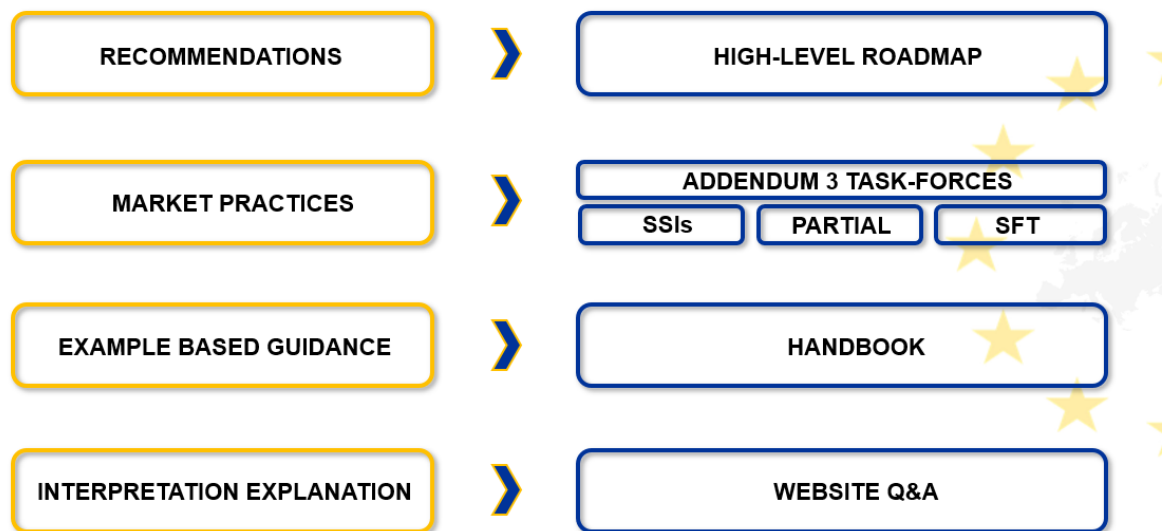 RECOMMENDATIONS
HIGH-LEVEL ROADMAP
MARKET PRACTICES
ADDENDUM 3 TASK-FORCES
SSIs
PARTIAL
SFT
EXAMPLE BASED GUIDANCE
HANDBOOK
INTERPRETATION EXPLANATION
WEBSITE Q&A